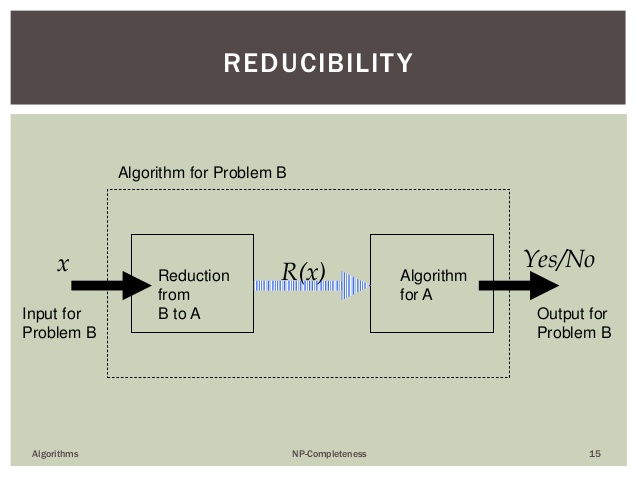 REDUCIBILITY
Algorithm for Problem B
x
Reduction
from
B to A
R(x)
Algorithm
for A
Yes/No
Input for
Problem B
Output for
Problem B
Algorithms
NP-Completeness
15